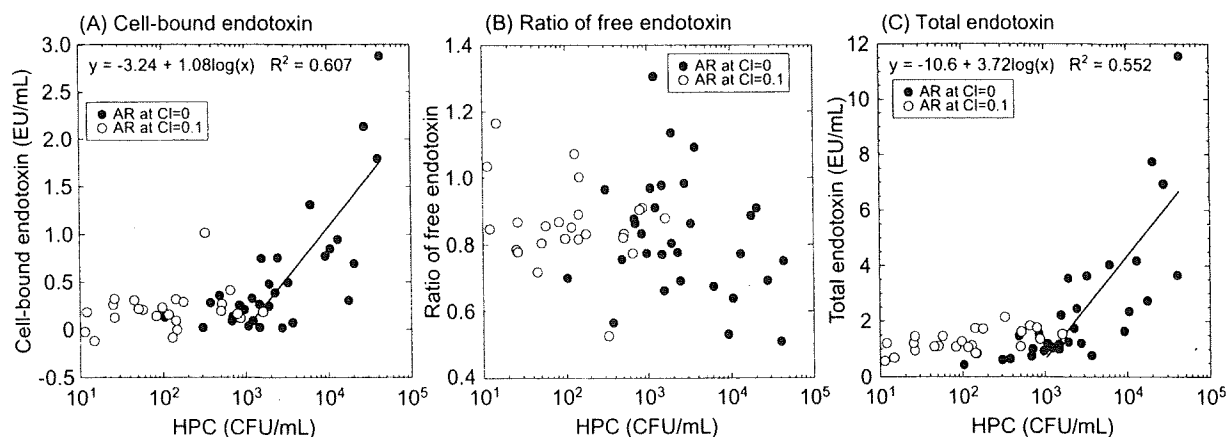 (A) Cell-bound endotoxin
y = -3.24 + 1.08log(x) R² = 0.607
AR at Cl=0
AR at Cl=0.1
Cell-bound endotoxin (EU/mL)
3.0
2.5
2.0
1.5
1.0
0.5
0
-0.5
10¹ 10² 10³ 10⁴ 10⁵
HPC (CFU/mL)
(B) Ratio of free endotoxin
AR at Cl=0
AR at Cl=0.1
Ratio of free endotoxin
1.4
1.2
1.0
0.8
0.6
0.4
10¹ 10² 10³ 10⁴ 10⁵
HPC (CFU/mL)
(C) Total endotoxin
y = -10.6 + 3.72log(x) R² = 0.552
AR at Cl=0
AR at Cl=0.1
Total endotoxin (EU/mL)
12
10
8
6
4
2
0
10¹ 10² 10³ 10⁴ 10⁵
HPC (CFU/mL)